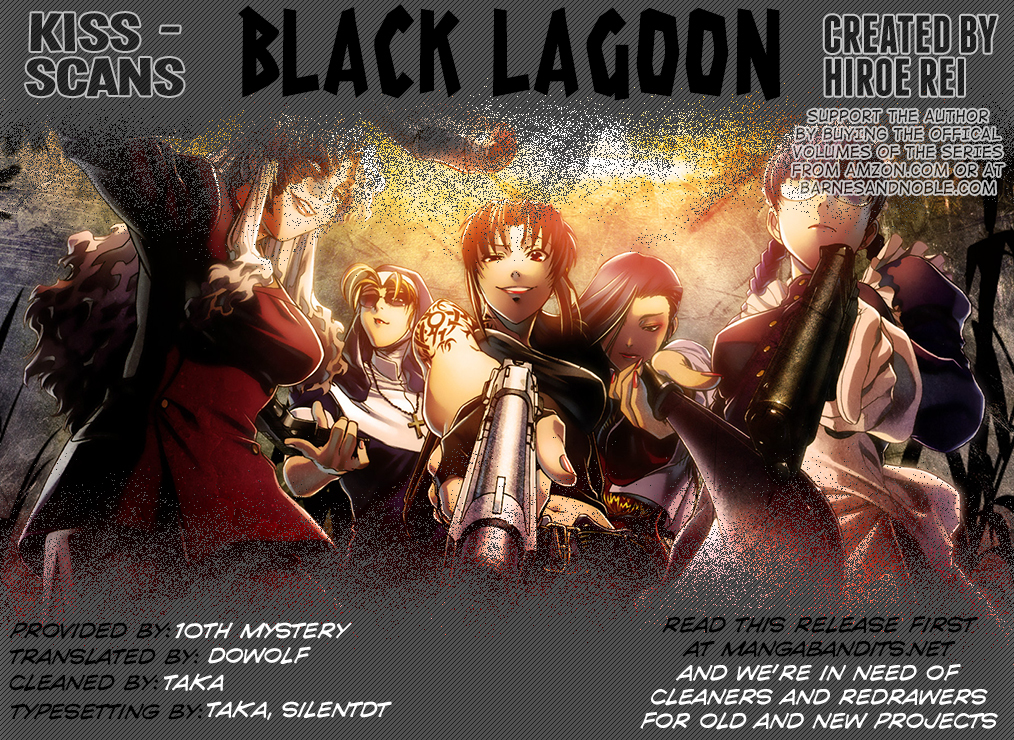 KISS -
SCANS
BLACK LAGOON
CREATED BY
HIROE REI
SUPPORT THE AUTHOR
BY BUYING THE OFFICAL
VOLUMES OF THE SERIES
FROM AMZON.COM OR AT
BARNESANDNOBLE.COM
PROVIDED BY: 10TH MYSTERY
TRANSLATED BY: DOWOLF
CLEANED BY: TAKA
TYPESETTING BY: TAKA, SILENTDT
READ THIS RELEASE FIRST
AT MANGABANDITS.NET
AND WE'RE IN NEED OF
CLEANERS AND REDRAWERS
FOR OLD AND NEW PROJECTS